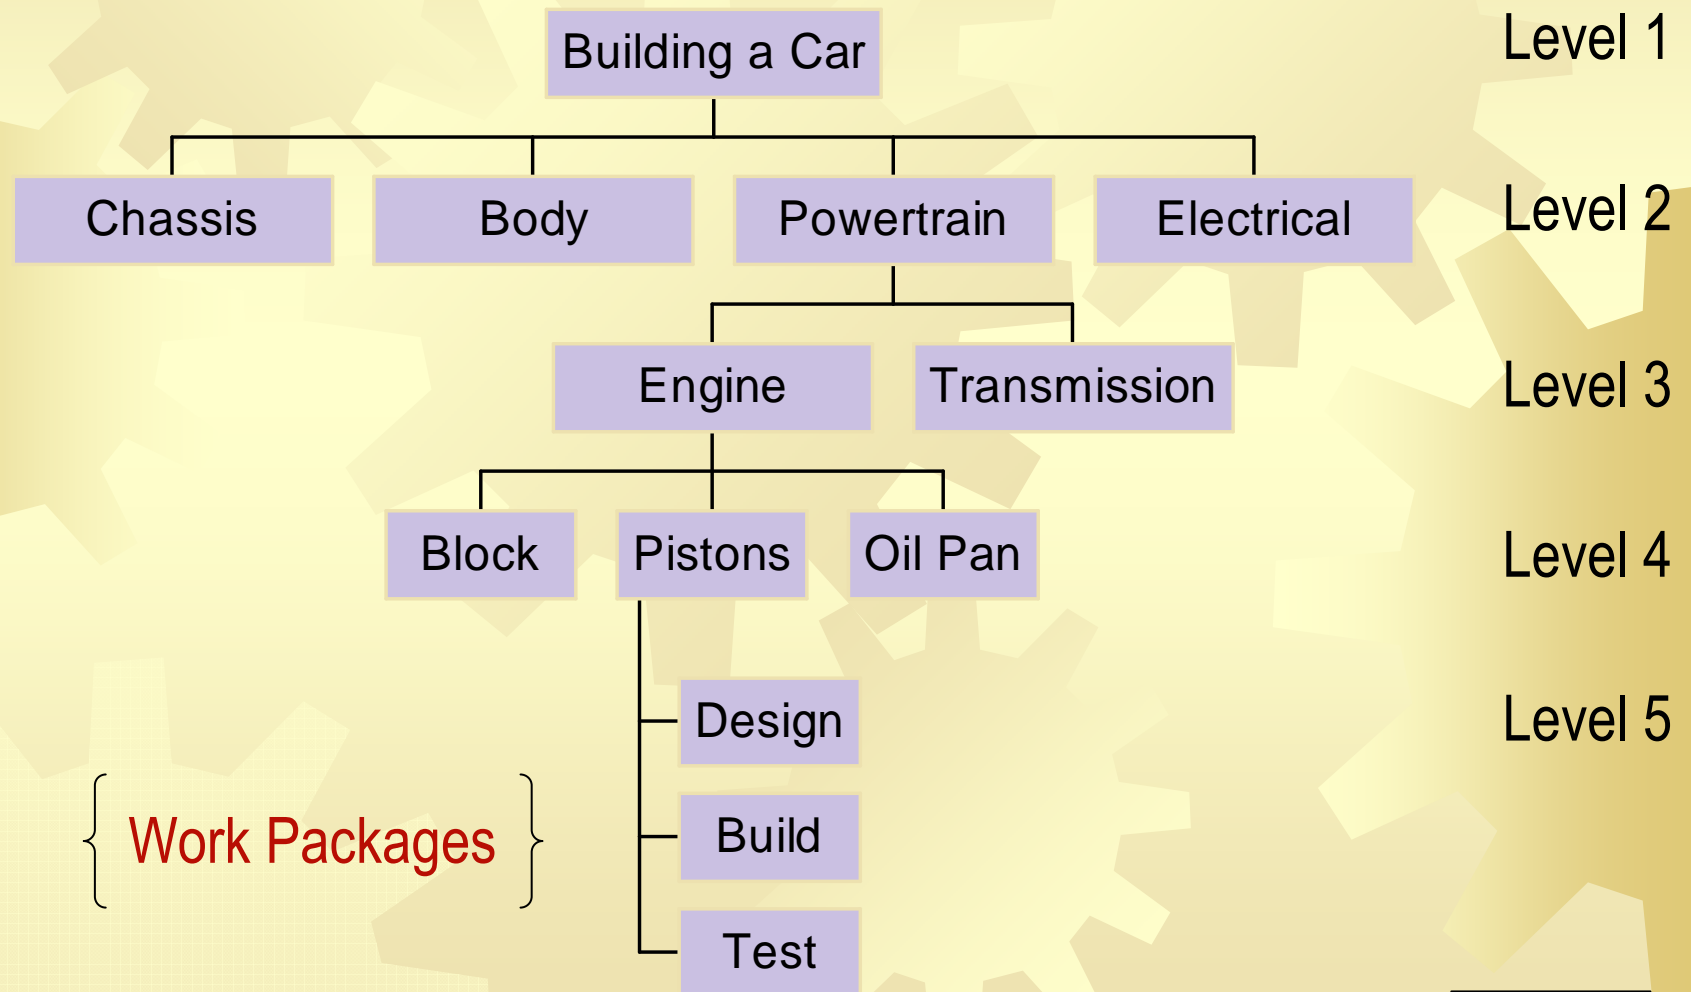 Building a Car
Level 1
Chassis
Body
Powertrain
Electrical
Level 2
Engine
Transmission
Level 3
Block
Pistons
Oil Pan
Level 4
Design
Level 5
Work Packages
Build
Test